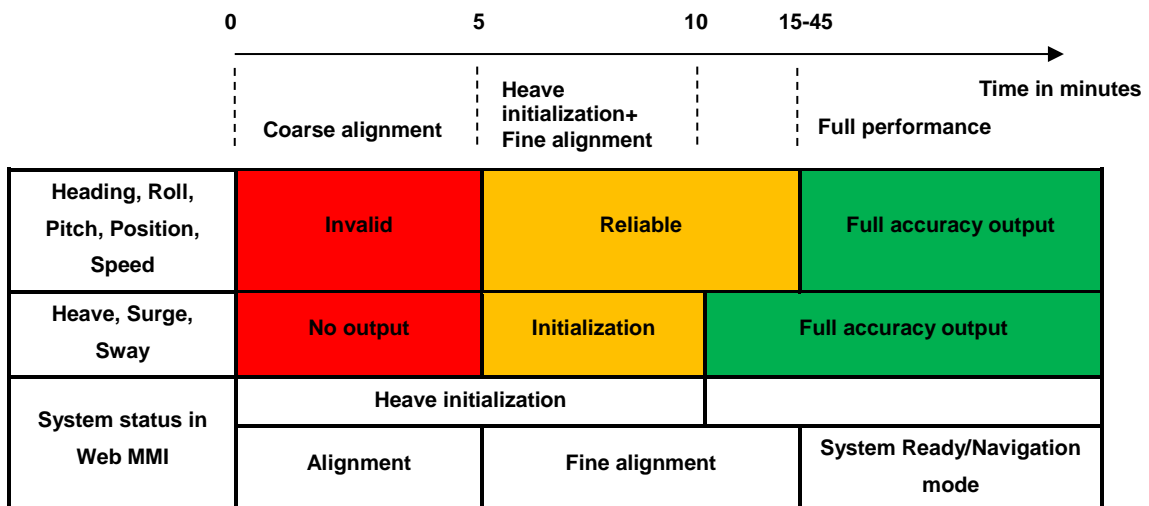 0 5 10 15-45
Time in minutes
Coarse alignment
Heave
initialization+
Fine alignment
Full performance
Heading, Roll,
Pitch, Position,
Speed
Invalid
Reliable
Full accuracy output
Heave, Surge,
Sway
No output
Initialization
Full accuracy output
System status in
Web MMI
Heave initialization
Alignment
Fine alignment
System Ready/Navigation
mode